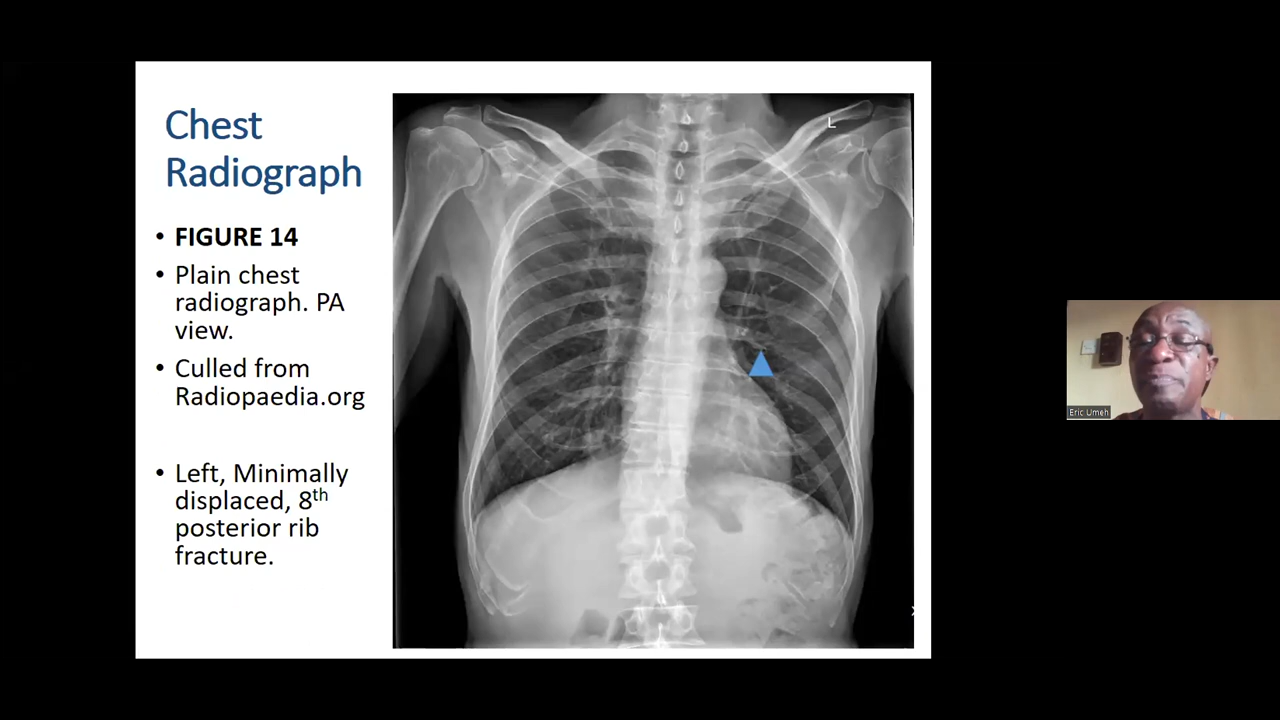 Chest
Radiograph
• FIGURE 14
• Plain chest
radiograph. PA
view.
• Culled from
Radiopaedia.org
• Left, Minimally
displaced, 8th
posterior rib
fracture.
L
Eric Umeh